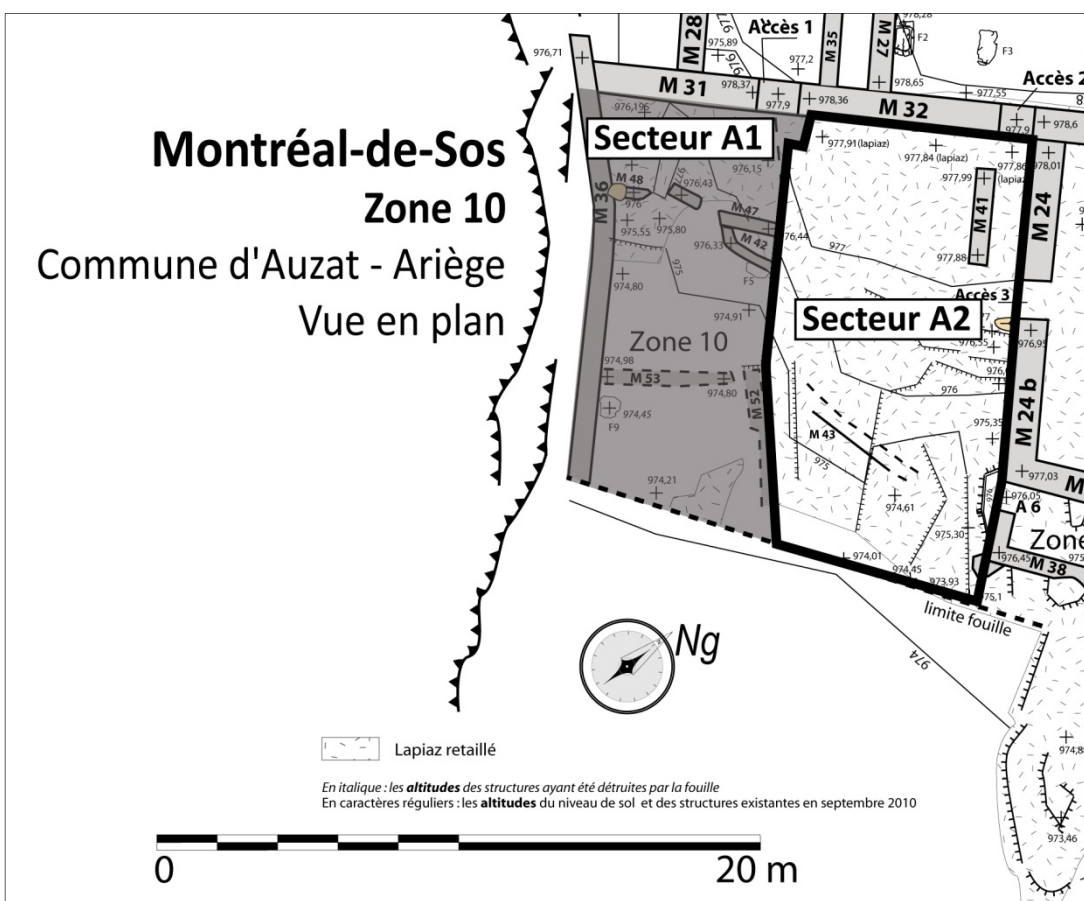 Montréal-de-Sos
Zone 10
Commune d'Auzat - Ariège
Vue en plan
976,71
M 28
975,89
977
976
Accès 1
977,2
M 35
M 27
978,28
F2
F3
978,65
977,55
Accès 2
M 31
978,37
977,9
978,36
M 32
977,9
978,6
976,195
Secteur A1
976,15
977,91 (lapiaz)
977,84 (lapiaz)
977,86
(lapiaz
978,01
977,99
M 48
976
977
976,43
M 36
M 47
M 41
M 24
975,55
975,80
976,33
M 42
976,44
977
977,88
975
F5
974,80
Accès 3
974,91
Secteur A2
976,55
976,95
Zone 10
974,98
M 53
974,80
976
974,45
F9
M 52
M 43
975,35
M 24 b
975
977,03
974,21
974,61
976
976,05
A 6
975,30
Zone
974,01
976,45
M 38
974,45
973,93
975,1
limite fouille
Ng
974
Lapiaz retaillé
974,8
En italique : les altitudes des structures ayant été détruites par la fouille
En caractères réguliers : les altitudes du niveau de sol et des structures existantes en septembre 2010
973,46
0
20 m